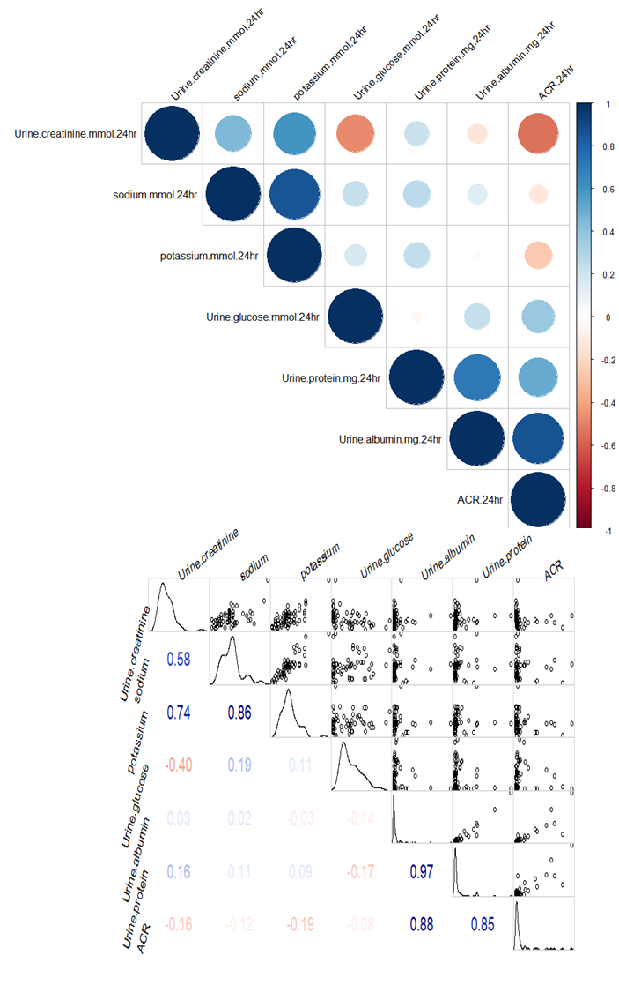 Urine.creatinine.mmol.24hr
sodium.mmol.24hr
potassium.mmol.24hr
Urine.glucose.mmol.24hr
Urine.protein.mg.24hr
Urine.albumin.mg.24hr
ACR.24hr
Urine.creatinine.mmol.24hr
sodium.mmol.24hr
potassium.mmol.24hr
Urine.glucose.mmol.24hr
Urine.protein.mg.24hr
Urine.albumin.mg.24hr
ACR.24hr
1
0.8
0.6
0.4
0.2
0
-0.2
-0.4
-0.6
-0.8
-1
Urine.creatinine
sodium
potassium
Urine.glucose
Urine.albumin
Urine.protein
ACR
Urine.creatinine
sodium
0.58
potassium
0.74 0.86
Urine.glucose
-0.40 0.19 0.11
Urine.albumin
0.03 0.02 -0.03 -0.14
Urine.protein
0.16 0.11 0.09 -0.17 0.97
ACR
-0.16 -0.12 -0.19 -0.08 0.88 0.85